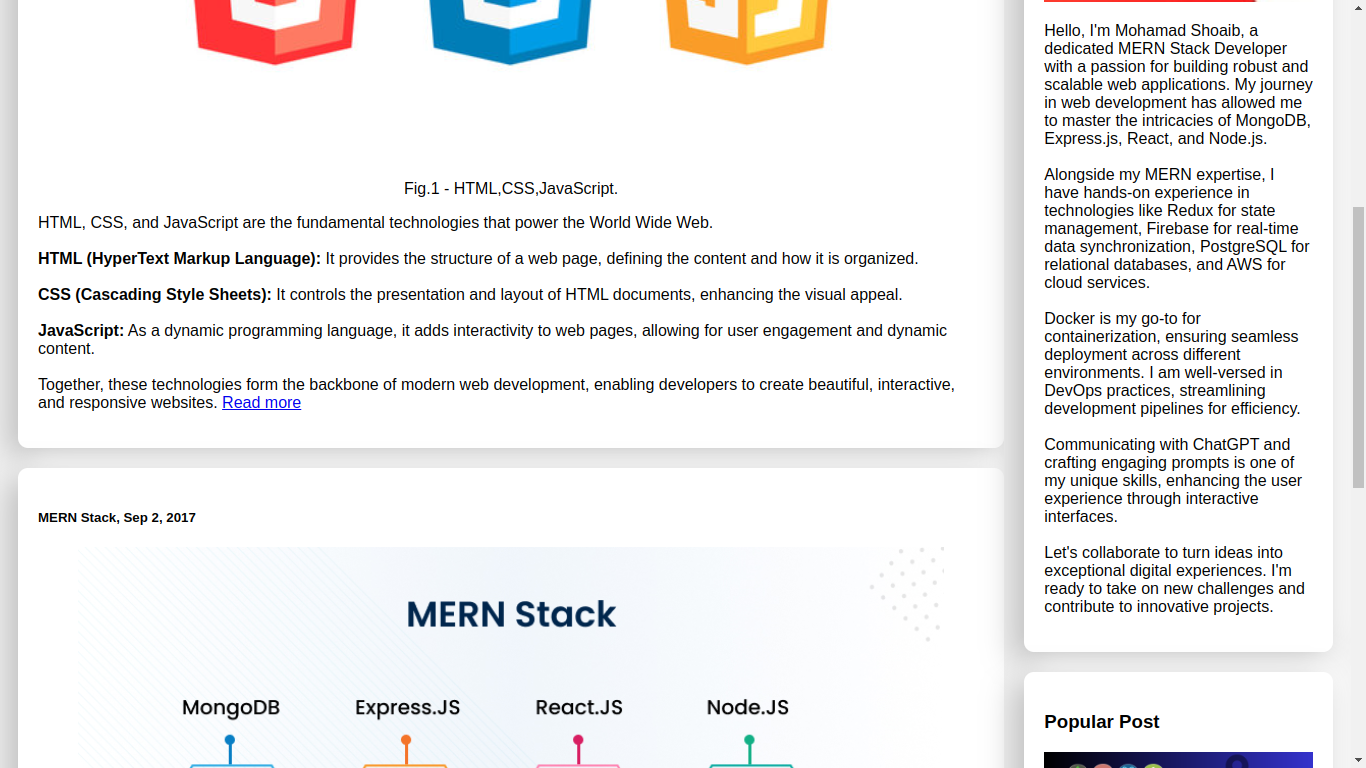 Fig.1 - HTML,CSS,JavaScript.
HTML, CSS, and JavaScript are the fundamental technologies that power the World Wide Web.
HTML (HyperText Markup Language): It provides the structure of a web page, defining the content and how it is organized.
CSS (Cascading Style Sheets): It controls the presentation and layout of HTML documents, enhancing the visual appeal.
JavaScript: As a dynamic programming language, it adds interactivity to web pages, allowing for user engagement and dynamic
content.
Together, these technologies form the backbone of modern web development, enabling developers to create beautiful, interactive,
and responsive websites. Read more
MERN Stack, Sep 2, 2017
MERN Stack
MongoDB
Express.JS
React.JS
Node.JS
Hello, I'm Mohamad Shoaib, a
dedicated MERN Stack Developer
with a passion for building robust and
scalable web applications. My journey
in web development has allowed me
to master the intricacies of MongoDB,
Express.js, React, and Node.js.
Alongside my MERN expertise, I
have hands-on experience in
technologies like Redux for state
management, Firebase for real-time
data synchronization, PostgreSQL for
relational databases, and AWS for
cloud services.
Docker is my go-to for
containerization, ensuring seamless
deployment across different
environments. I am well-versed in
DevOps practices, streamlining
development pipelines for efficiency.
Communicating with ChatGPT and
crafting engaging prompts is one of
my unique skills, enhancing the user
experience through interactive
interfaces.
Let's collaborate to turn ideas into
exceptional digital experiences. I'm
ready to take on new challenges and
contribute to innovative projects.
Popular Post